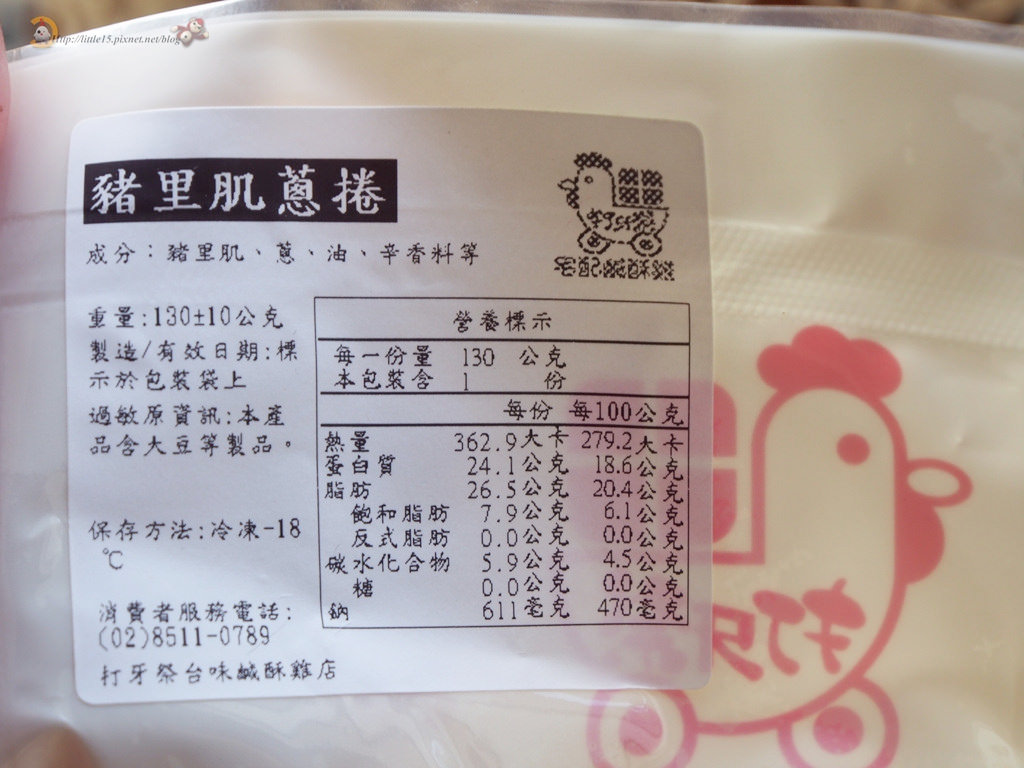 Http://little15.pixnet.net/blog
豬里肌蔥捲
宅配鹹酥雞
成分：豬里肌、蔥、油、辛香料等
重量:130±10公克
製造/有效日期:標
示於包裝袋上
過敏原資訊:本產
品含大豆等製品。
保存方法:冷凍-18
℃
消費者服務電話:
(02)8511-0789
打牙祭台味鹹酥雞店
營養標示
每一份量 130 公克
本包裝含 1 份
每份 每100公克
熱量 362.9大卡 279.2大卡
蛋白質 24.1公克 18.6公克
脂肪 26.5公克 20.4公克
飽和脂肪 7.9公克 6.1公克
反式脂肪 0.0公克 0.0公克
碳水化合物 5.9公克 4.5公克
糖 0.0公克 0.0公克
鈉 611毫克 470毫克